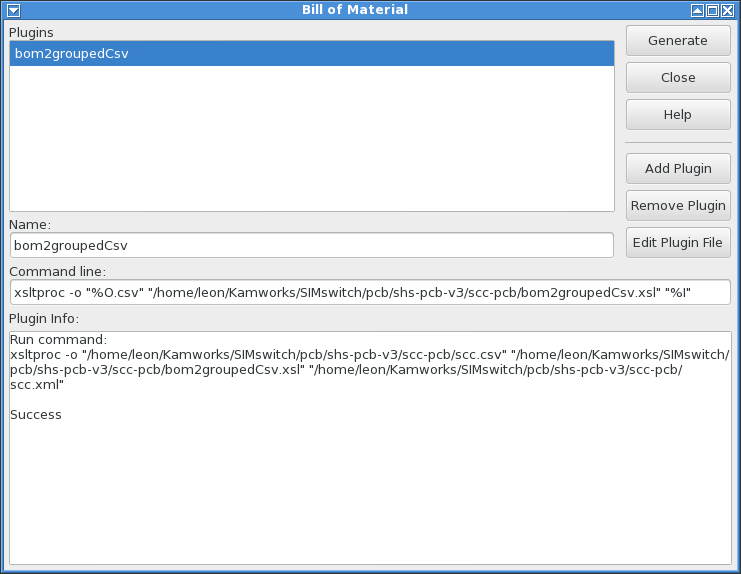 Bill of Material
Plugins
bom2groupedCsv
Generate
Close
Help
Add Plugin
Remove Plugin
Edit Plugin File
Name:
bom2groupedCsv
Command line:
xsltproc -o "%O.csv" "/home/leon/Kamworks/SIMswitch/pcb/shs-pcb-v3/scc-pcb/bom2groupedCsv.xsl" "%I"
Plugin Info:
Run command:
xsltproc -o "/home/leon/Kamworks/SIMswitch/pcb/shs-pcb-v3/scc-pcb/scc.csv" "/home/leon/Kamworks/SIMswitch/
pcb/shs-pcb-v3/scc-pcb/bom2groupedCsv.xsl" "/home/leon/Kamworks/SIMswitch/pcb/shs-pcb-v3/scc-pcb/
scc.xml"
Success